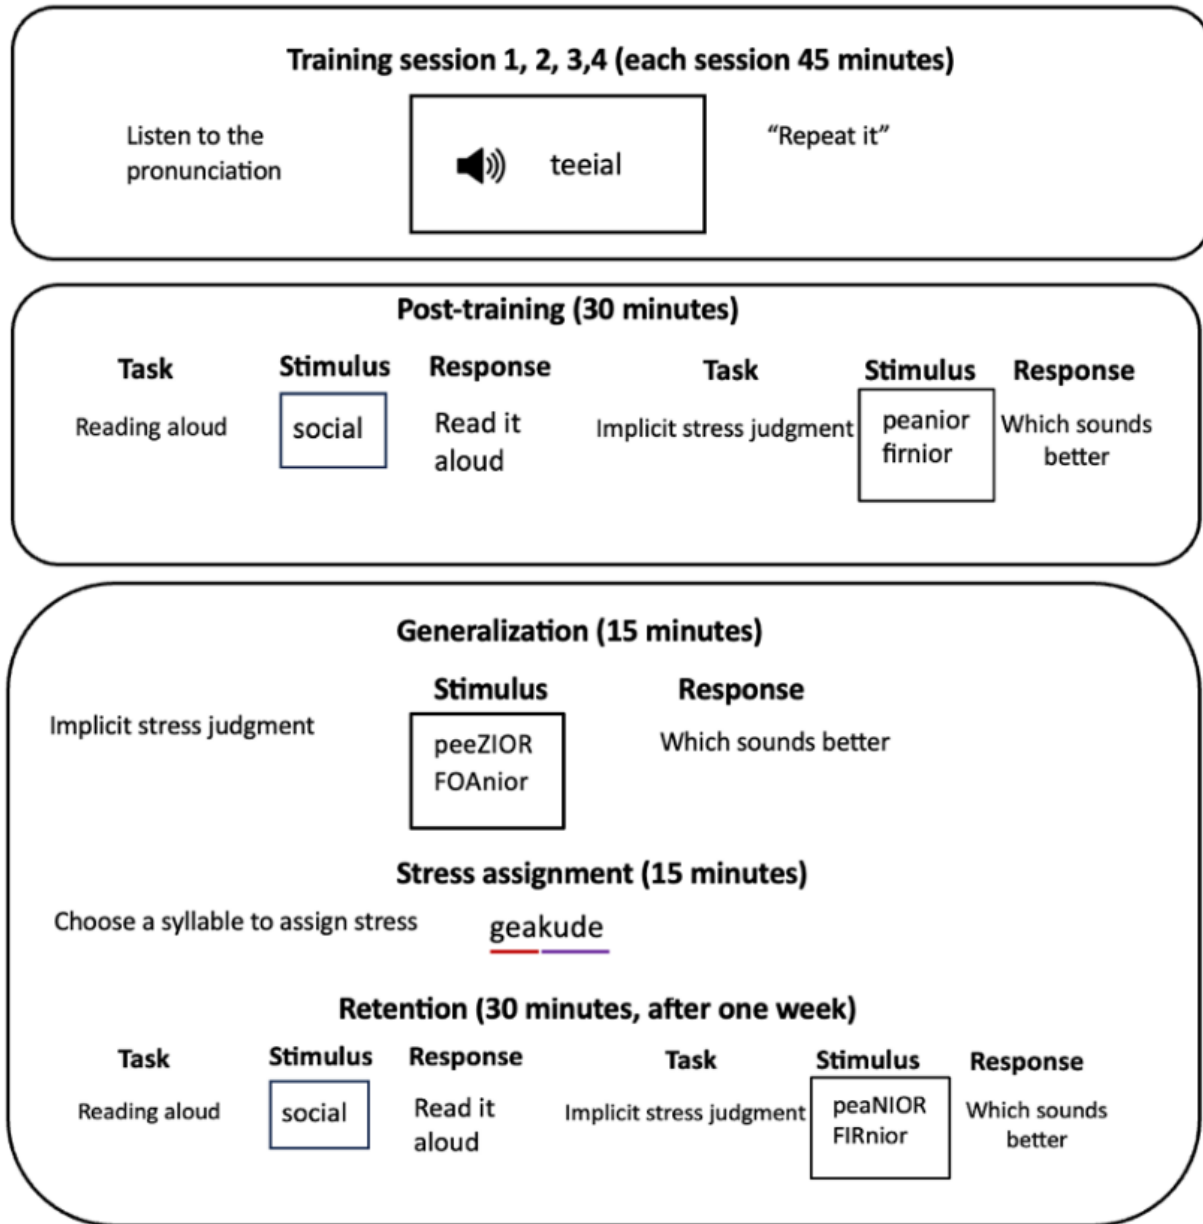 Training session 1, 2, 3,4 (each session 45 minutes)
Listen to the
pronunciation
teeial
“Repeat it”
Post-training (30 minutes)
Task Stimulus Response
Reading aloud social Read it
aloud
Task Stimulus Response
Implicit stress judgment peanior Which sounds
firnior better
Generalization (15 minutes)
Stimulus Response
Implicit stress judgment peeZIOR Which sounds better
FOAnior
Stress assignment (15 minutes)
Choose a syllable to assign stress geakude
Retention (30 minutes, after one week)
Task Stimulus Response
Reading aloud social Read it
aloud
Task Stimulus Response
Implicit stress judgment peaNIOR Which sounds
FIRnior better